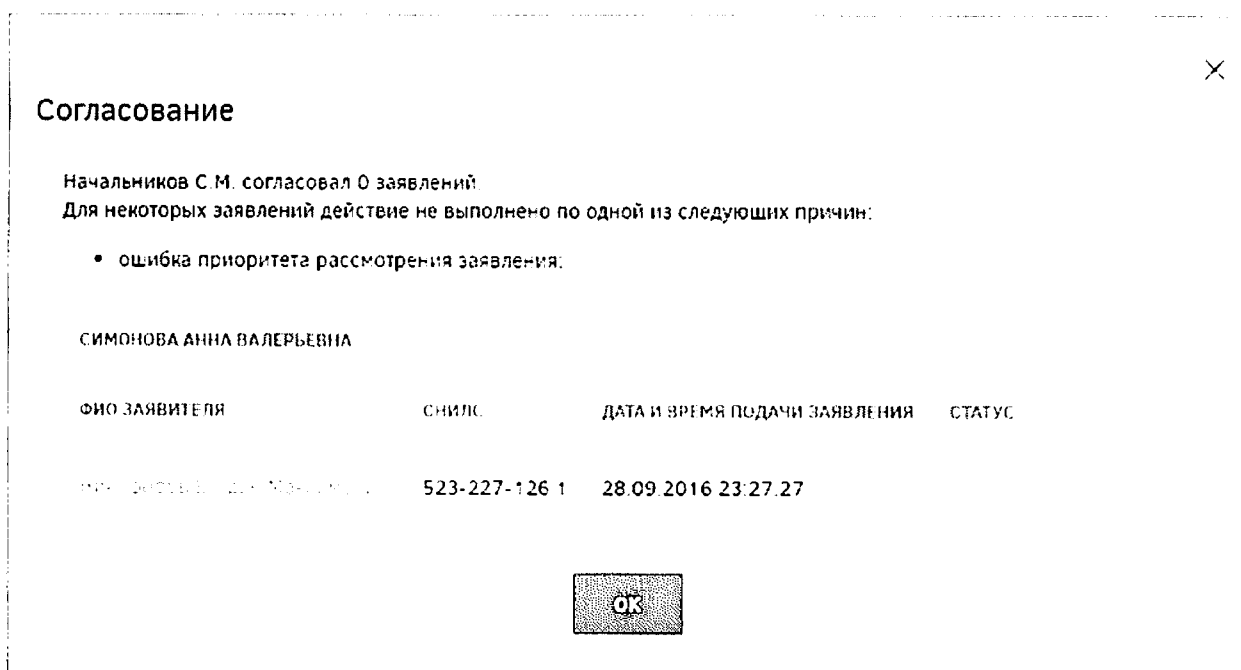 Согласование
Начальников С.М. согласовал 0 заявлений.
Для некоторых заявлений действие не выполнено по одной из следующих причин:
• ошибка приоритета рассмотрения заявления;
СИМОНОВА АННА ВАЛЕРЬЕВНА
ФИО ЗАЯВИТЕЛЯ СНИЛС ДАТА И ВРЕМЯ ПОДАЧИ ЗАЯВЛЕНИЯ СТАТУС
523-227-126 1 28.09.2016 23:27:27
ОК